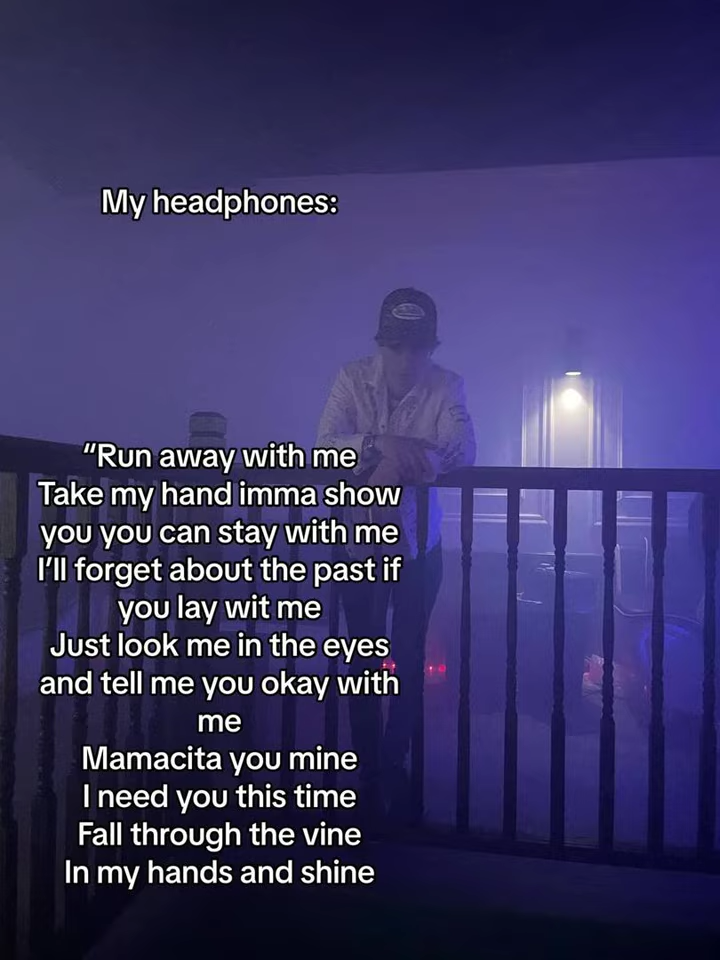 My headphones:
“Run away with me
Take my hand imma show
you you can stay with me
I’ll forget about the past if
you lay wit me
Just look me in the eyes
and tell me you okay with
me
Mamacita you mine
I need you this time
Fall through the vine
In my hands and shine